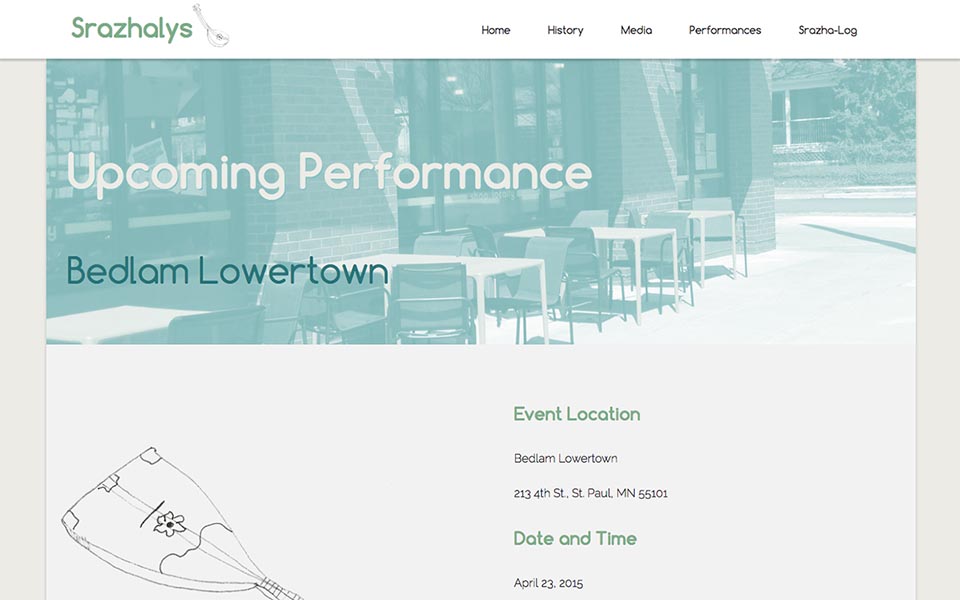 Srazhalys
Home History Media Performances Srazha-Log
Upcoming Performance
Bedlam Lowertown
Event Location
Bedlam Lowertown
213 4th St., St. Paul, MN 55101
Date and Time
April 23, 2015